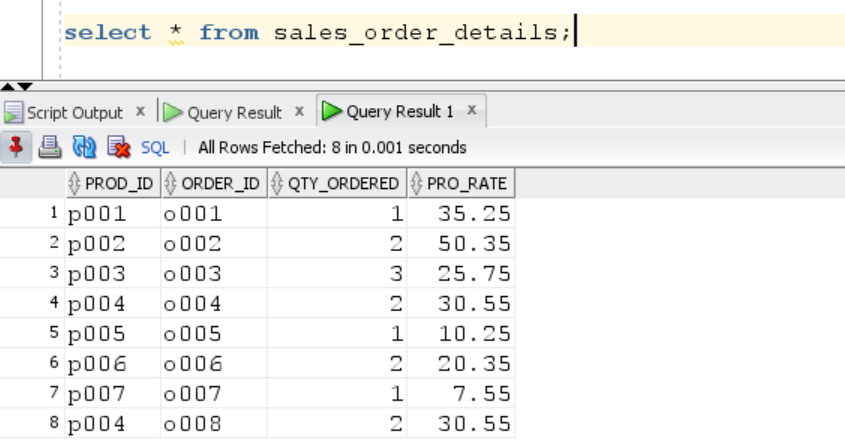 select * from sales_order_details;
Script Output x Query Result x Query Result 1 x
SQL | All Rows Fetched: 8 in 0.001 seconds
PROD_ID ORDER_ID QTY_ORDERED PRO_RATE
1 p001 o001 1 35.25
2 p002 o002 2 50.35
3 p003 o003 3 25.75
4 p004 o004 2 30.55
5 p005 o005 1 10.25
6 p006 o006 2 20.35
7 p007 o007 1 7.55
8 p004 o008 2 30.55